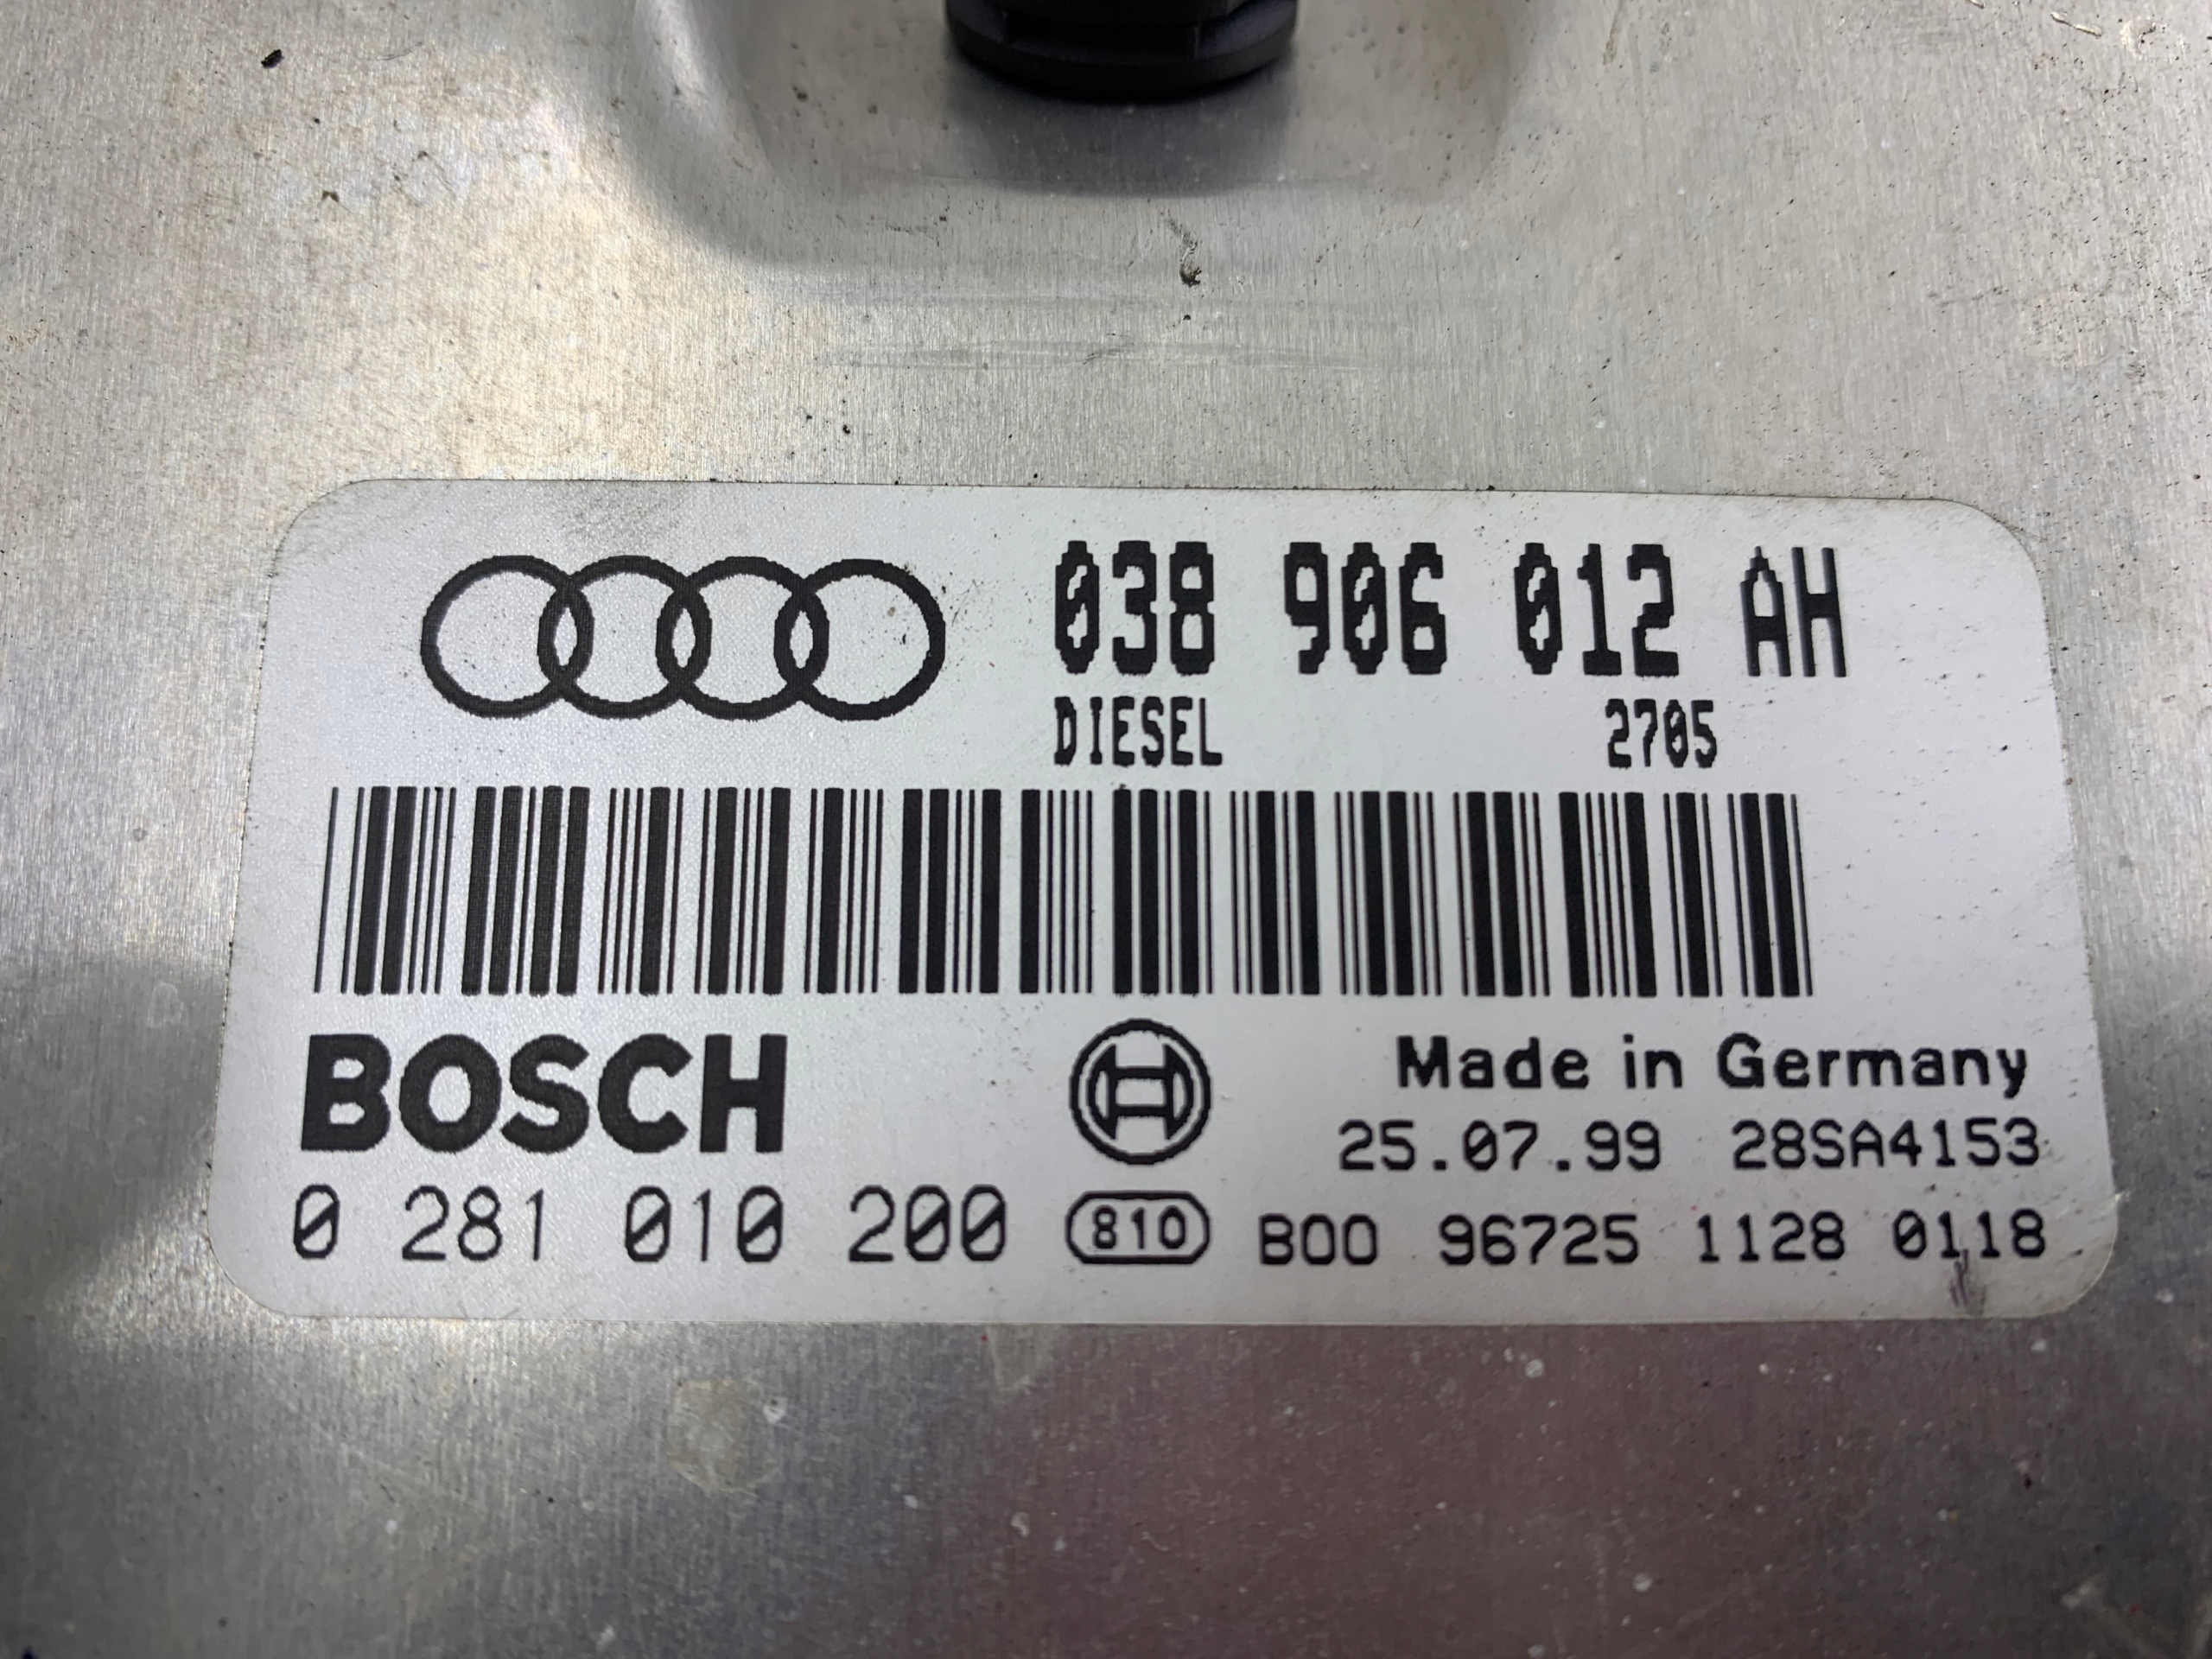 038 906 012 AH
DIESEL 2705
BOSCH
Made in Germany
25.07.99 28SA4153
0 281 010 200 810 B00 96725 1128 0118